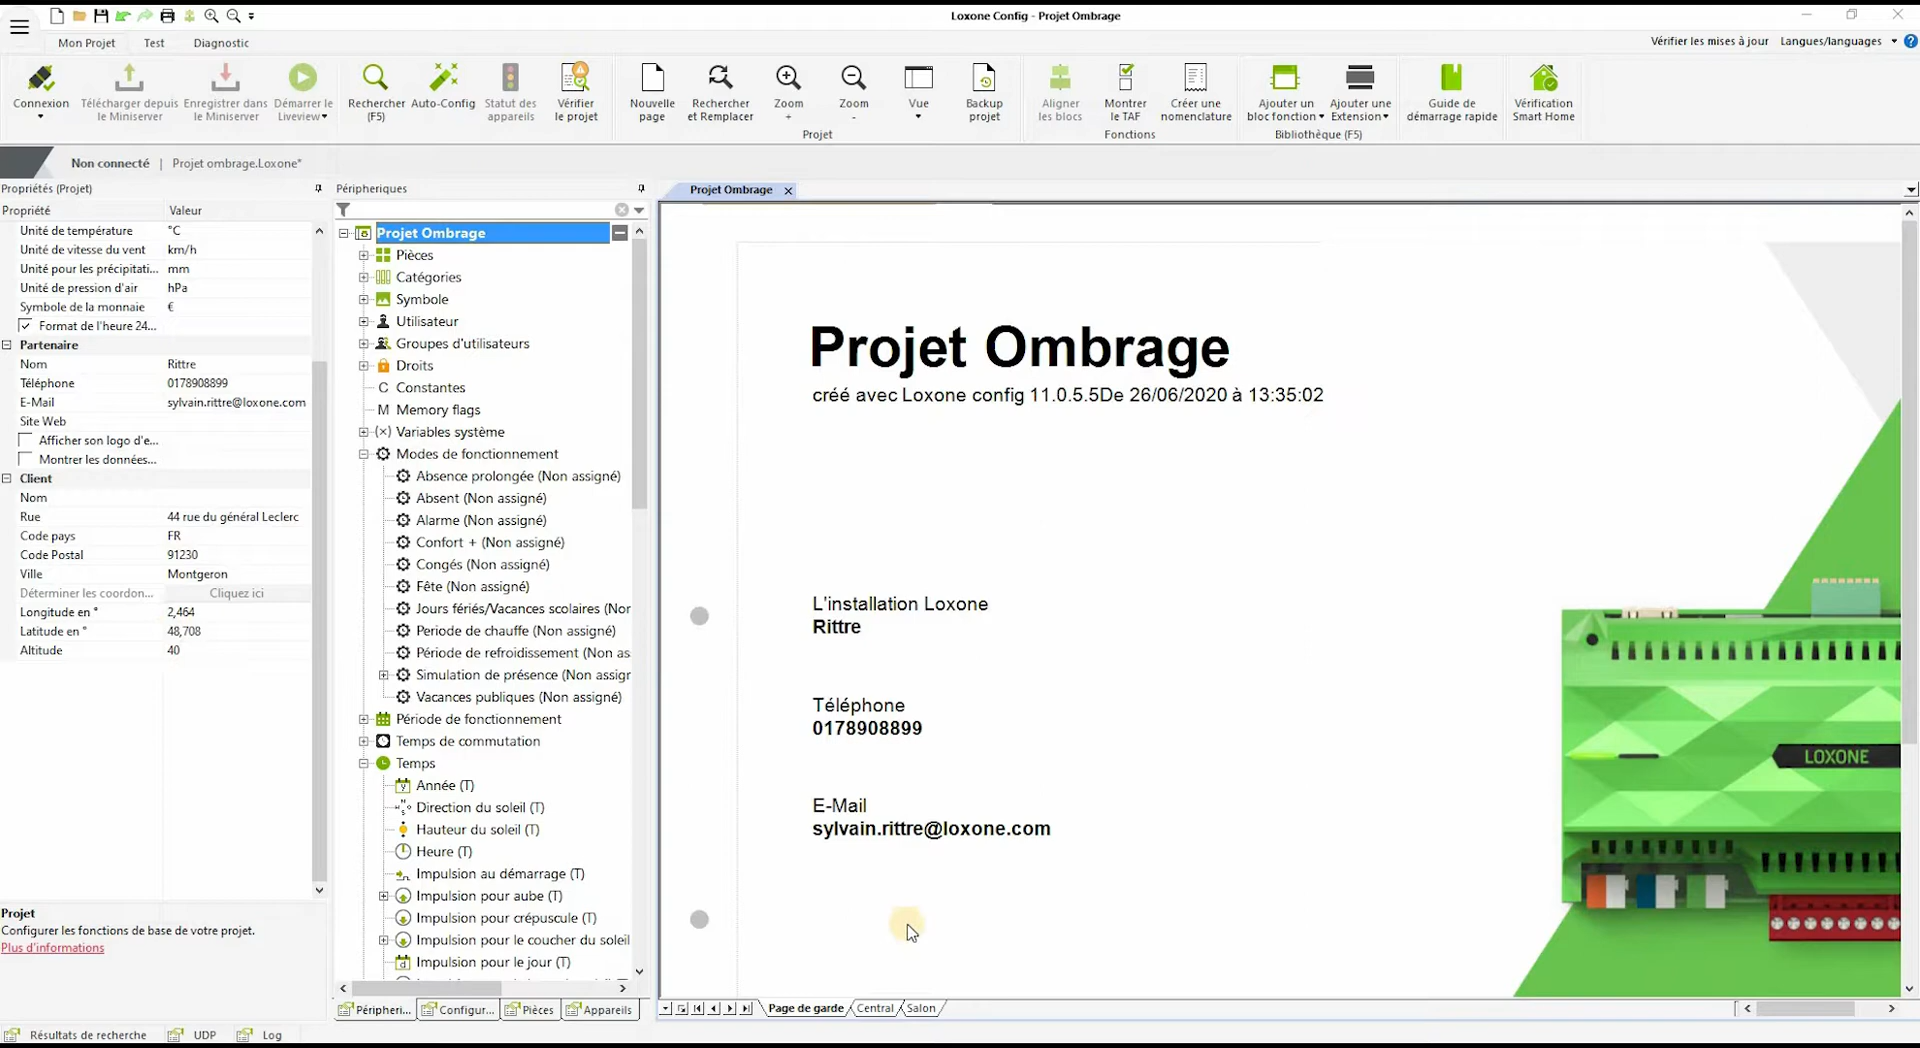 Loxone Config - Projet Ombrage
Mon Projet
Test
Diagnostic
Vérifier les mises à jour
Langues/languages
Connexion
Télécharger depuis
le Miniserver
Enregistrer dans
le Miniserver
Démarrer le
Liveview
Rechercher
(F5)
Auto-Config
Statut des
appareils
Vérifier
le projet
Nouvelle
page
Rechercher
et Remplacer
Zoom
+
Zoom
-
Vue
Backup
projet
Projet
Aligner
les blocs
Montrer
le TAF
Créer une
nomenclature
Fonctions
Ajouter un
bloc fonction
Ajouter une
Extension
Bibliothèque (F5)
Guide de
démarrage rapide
Vérification
Smart Home
Non connecté | Projet ombrage.Loxone*
Propriétés (Projet)
Propriété Valeur
Unité de température °C
Unité de vitesse du vent km/h
Unité pour les précipitati... mm
Unité de pression d'air hPa
Symbole de la monnaie €
Format de l'heure 24...
Partenaire
Nom Rittre
Téléphone 0178908899
E-Mail sylvain.rittre@loxone.com
Site Web
Afficher son logo d'e...
Montrer les données...
Client
Nom
Rue 44 rue du général Leclerc
Code pays FR
Code Postal 91230
Ville Montgeron
Déterminer les coordon... Cliquez ici
Longitude en ° 2,464
Latitude en ° 48,708
Altitude 40
Projet
Configurer les fonctions de base de votre projet.
Plus d'informations
Péripheriques
Projet Ombrage
Pièces
Catégories
Symbole
Utilisateur
Groupes d'utilisateurs
Droits
C Constantes
M Memory flags
(×) Variables système
Modes de fonctionnement
Absence prolongée (Non assigné)
Absent (Non assigné)
Alarme (Non assigné)
Confort + (Non assigné)
Congés (Non assigné)
Fête (Non assigné)
Jours fériés/Vacances scolaires (Nor
Periode de chauffe (Non assigné)
Période de refroidissement (Non as
Simulation de présence (Non assigr
Vacances publiques (Non assigné)
Période de fonctionnement
Temps de commutation
Temps
Année (T)
Direction du soleil (T)
Hauteur du soleil (T)
Heure (T)
Impulsion au démarrage (T)
Impulsion pour aube (T)
Impulsion pour crépuscule (T)
Impulsion pour le coucher du soleil
Impulsion pour le jour (T)
Péripheri...
Configur...
Pièces
Appareils
Projet Ombrage
Projet Ombrage
créé avec Loxone config 11.0.5.5De 26/06/2020 à 13:35:02
L'installation Loxone
Rittre
Téléphone
0178908899
E-Mail
sylvain.rittre@loxone.com
LOXONE
Page de garde
Central
Salon
Résultats de recherche
UDP
Log